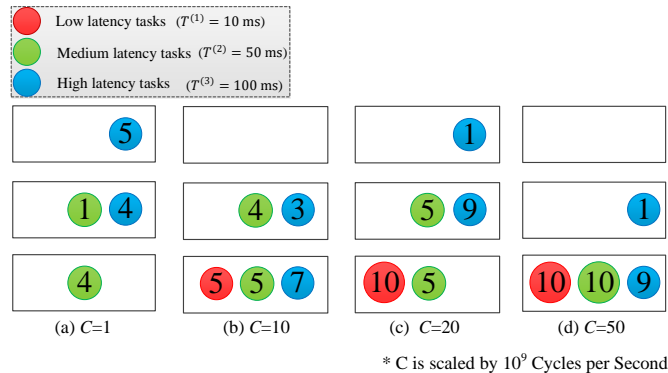 Low latency tasks (T⁽¹⁾ = 10 ms)
Medium latency tasks (T⁽²⁾ = 50 ms)
High latency tasks (T⁽³⁾ = 100 ms)
5 1
1 4 4 3 5 9 1
4 5 5 7 10 5 10 10 9
(a) C=1 (b) C=10 (c) C=20 (d) C=50
* C is scaled by 10⁹ Cycles per Second